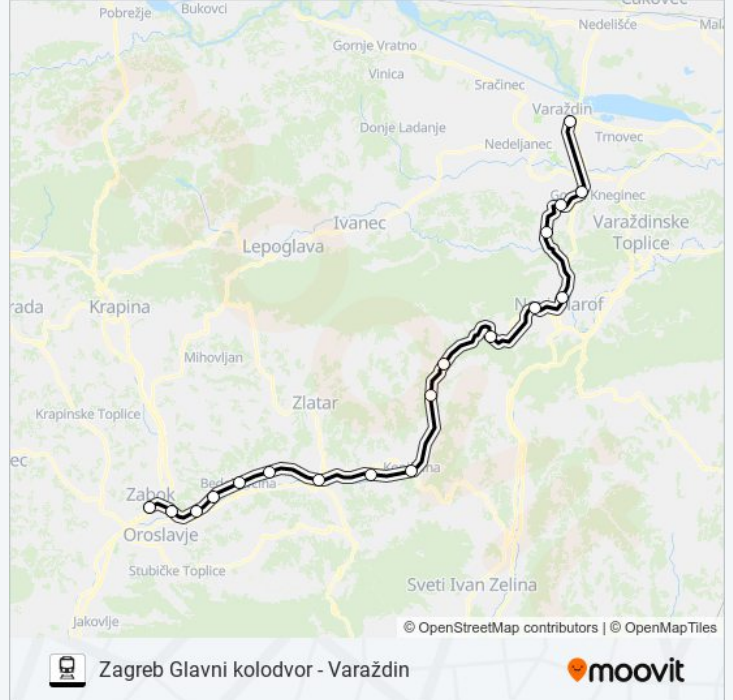 Čakovec
Pobrežje
Bukovci
Nedelišće
Gornje Vratno
Vinica
Sračinec
Varaždin
Donje Ladanje
Trnovec
Nedeljanec
Kneginec
Ivanec
Varaždinske
Toplice
Lepoglava
Krapina
Mihovljan
Zlatar
Krapinske Toplice
Zabok
Oroslavje
Stubičke Toplice
Sveti Ivan Zelina
Jakovlje
© OpenStreetMap contributors | © OpenMapTiles
Zagreb Glavni kolodvor - Varaždin
moovit